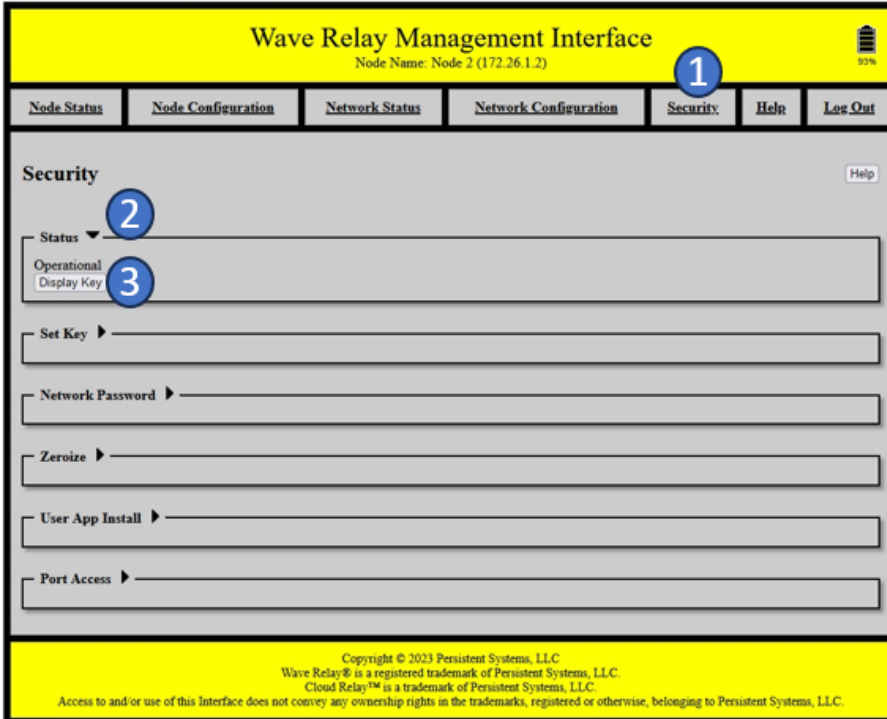 Wave Relay Management Interface
Node Name: Node 2 (172.26.1.2)
93%
1
Node Status Node Configuration Network Status Network Configuration Security Help Log Out
Security
Help
2
Status
Operational
Display Key
3
Set Key
Network Password
Zeroize
User App Install
Port Access
Copyright © 2023 Persistent Systems, LLC
Wave Relay® is a registered trademark of Persistent Systems, LLC.
Cloud Relay™ is a trademark of Persistent Systems, LLC.
Access to and/or use of this Interface does not convey any ownership rights in the trademarks, registered or otherwise, belonging to Persistent Systems, LLC.